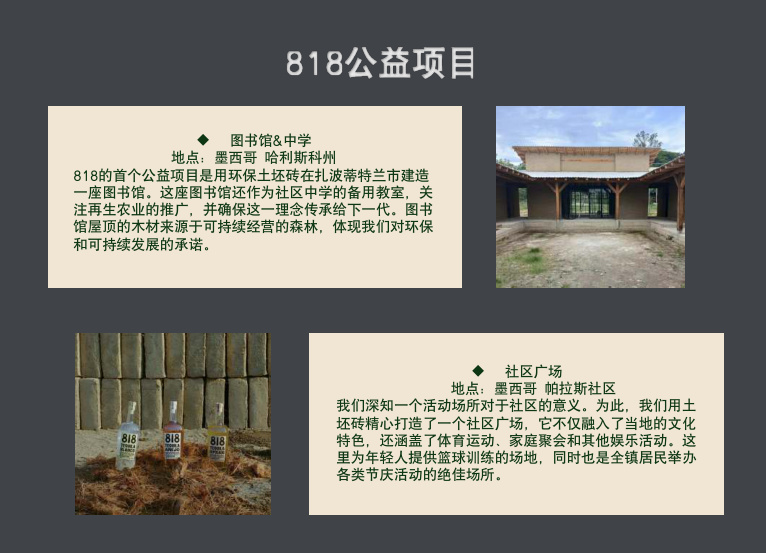 818公益项目
◆ 图书馆&中学
地点：墨西哥 哈利斯科州
818的首个公益项目是用环保土坯砖在扎波蒂特兰市建造
一座图书馆。这座图书馆还作为社区中学的备用教室，关
注再生农业的推广，并确保这一理念传承给下一代。图书
馆屋顶的木材来源于可持续经营的森林，体现我们对环保
和可持续发展的承诺。
◆ 社区广场
地点：墨西哥 帕拉斯社区
我们深知一个活动场所对于社区的意义。为此，我们用土
坯砖精心打造了一个社区广场，它不仅融入了当地的文化
特色，还涵盖了体育运动、家庭聚会和其他娱乐活动。这
里为年轻人提供篮球训练的场地，同时也是全镇居民举办
各类节庆活动的绝佳场所。
818 818 818
TEQUILA TEQUILA TEQUILA